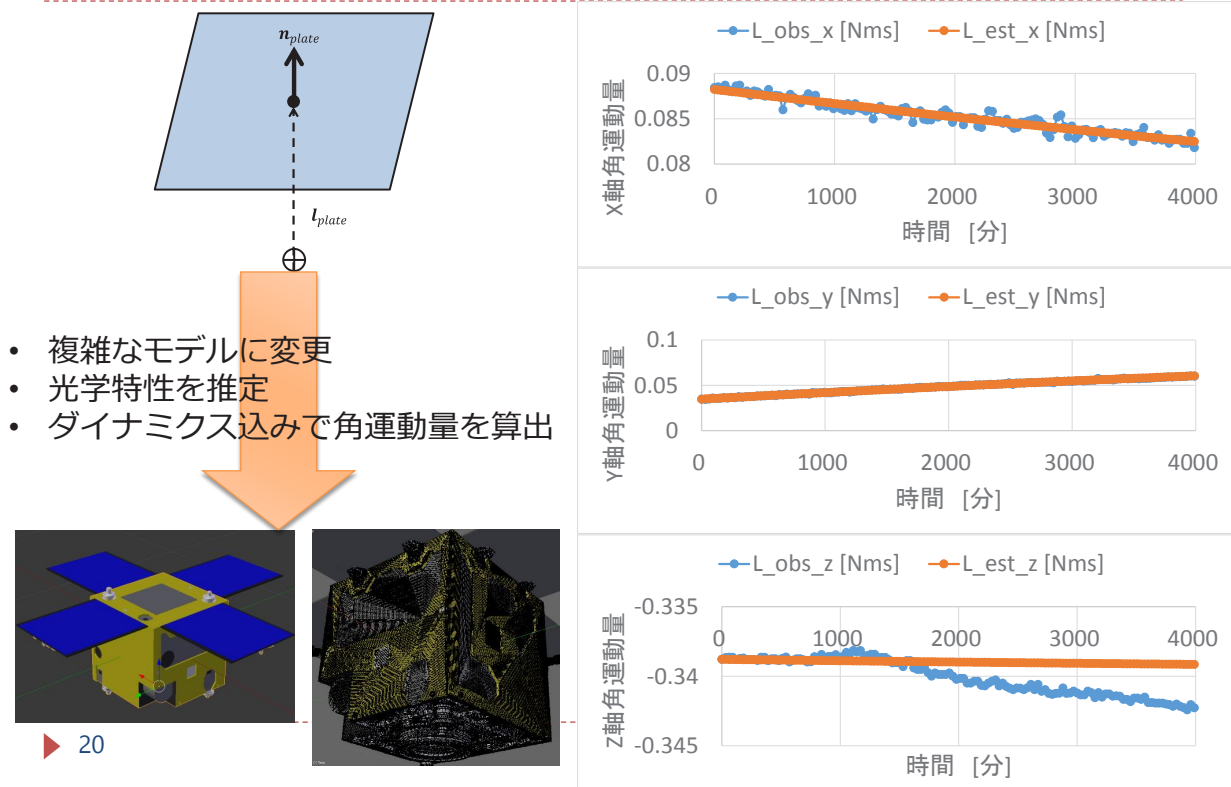 n_plate
l_plate
• 複雑なモデルに変更
• 光学特性を推定
• ダイナミクス込みで角運動量を算出
20
L_obs_x [Nms] L_est_x [Nms]
X軸角運動量
0.09
0.085
0.08
0 1000 2000 3000 4000
時間 [分]
L_obs_y [Nms] L_est_y [Nms]
Y軸角運動量
0.1
0.05
0
0 1000 2000 3000 4000
時間 [分]
L_obs_z [Nms] L_est_z [Nms]
Z軸角運動量
-0.335
0 1000 2000 3000 4000
-0.34
-0.345
時間 [分]